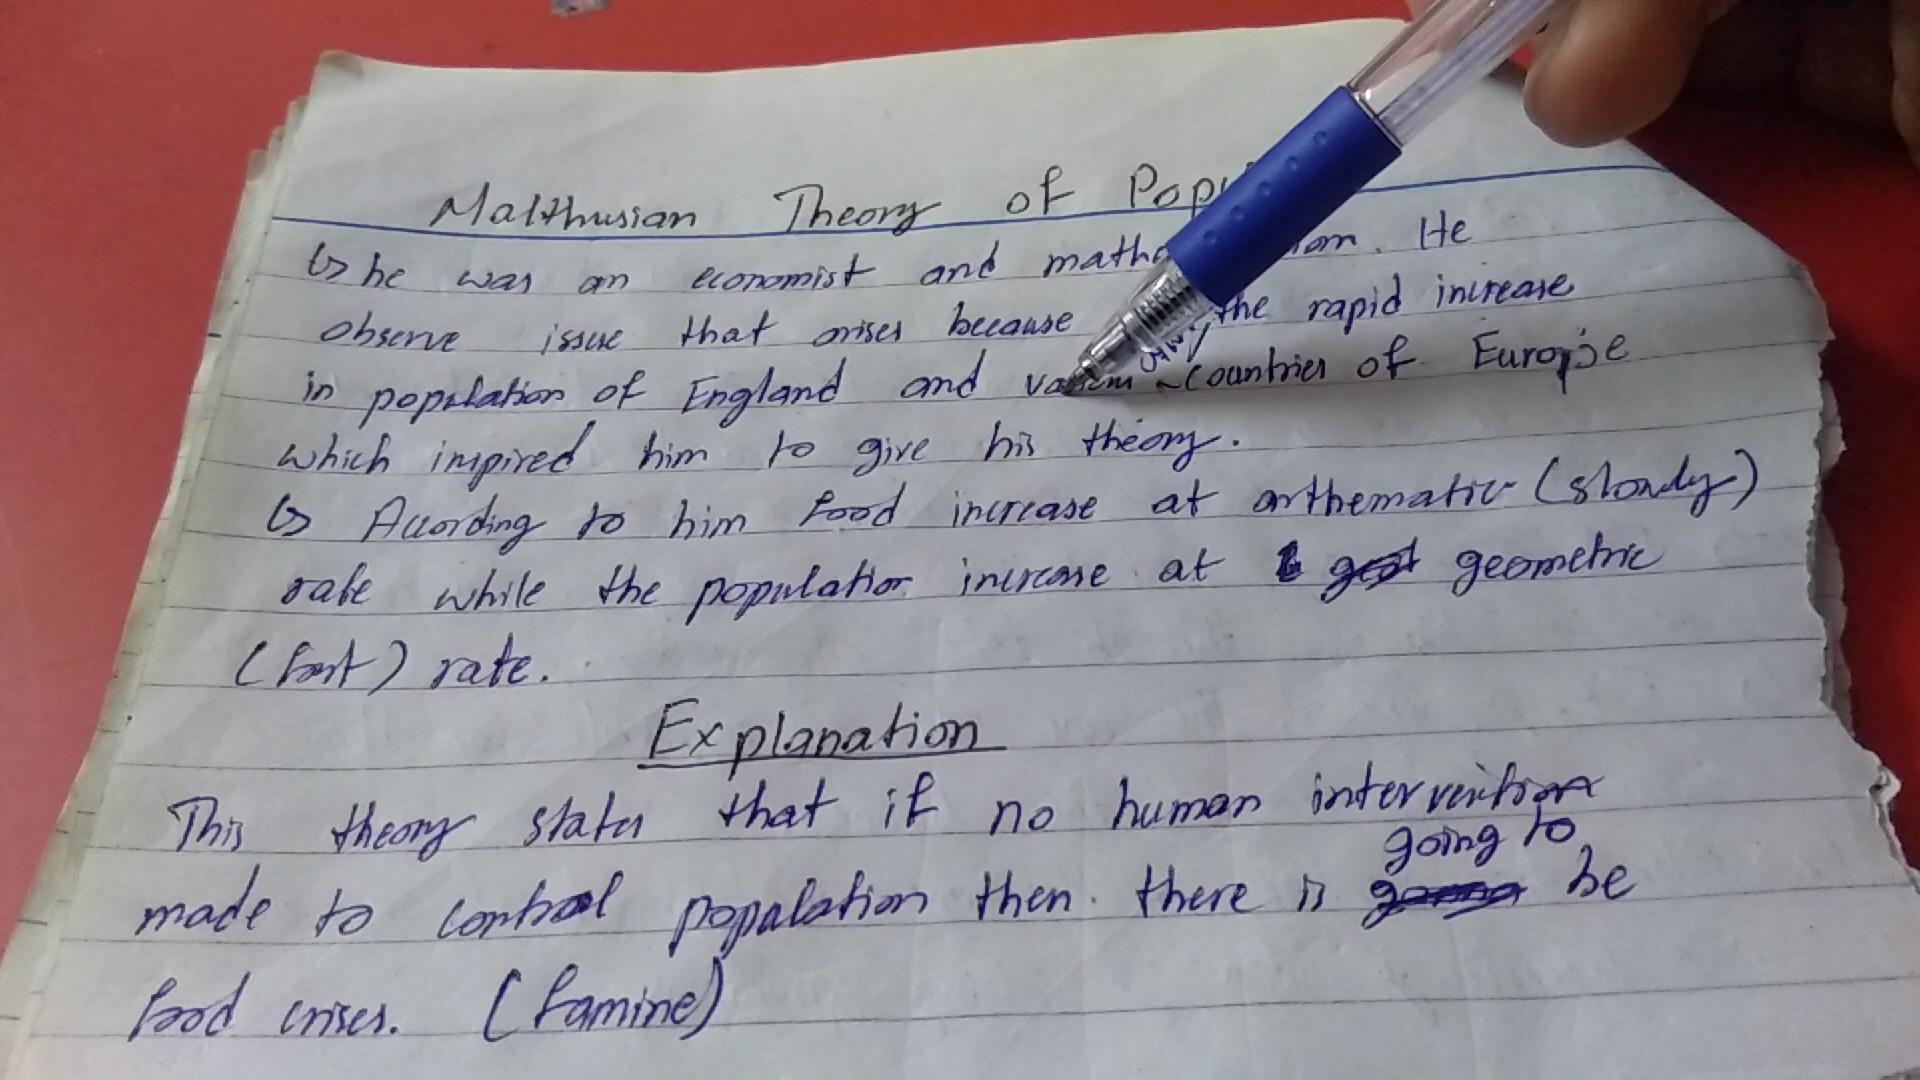 Malthusian Theory of
↳ he was an economist and He
observe issue that arises because the rapid increase
in population of England and countries of Europe
which inspired him to give his theory.
↳ According to him food increase at arthematic (slowly)
rate while the population increase at geometric
(fast) rate.
Explanation
This theory states that if no human intervention
going to
made to control population then there is be
food crises. (famine)